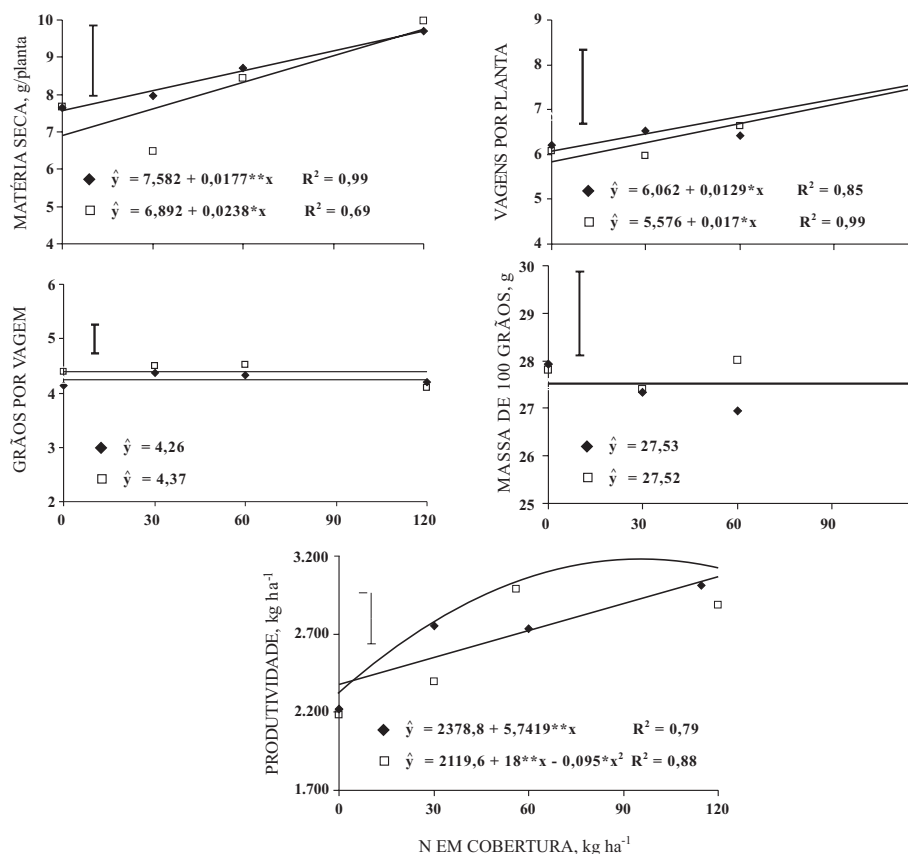 MATÉRIA SECA, g/planta
10
9
8
7
6
5
4
◆ ŷ = 7,582 + 0,0177**x R² = 0,99
□ ŷ = 6,892 + 0,0238*x R² = 0,69
VAGENS POR PLANTA
9
8
7
6
5
4
◆ ŷ = 6,062 + 0,0129*x R² = 0,85
□ ŷ = 5,576 + 0,017*x R² = 0,99
GRÃOS POR VAGEM
6
5
4
3
2
◆ ŷ = 4,26
□ ŷ = 4,37
0 30 60 90 120
MASSA DE 100 GRÃOS, g
30
29
28
27
26
25
◆ ŷ = 27,53
□ ŷ = 27,52
0 30 60 90
PRODUTIVIDADE, kg ha⁻¹
3.200
2.700
2.200
1.700
◆ ŷ = 2378,8 + 5,7419**x R² = 0,79
□ ŷ = 2119,6 + 18**x - 0,095*x² R² = 0,88
0 30 60 90 120
N EM COBERTURA, kg ha⁻¹